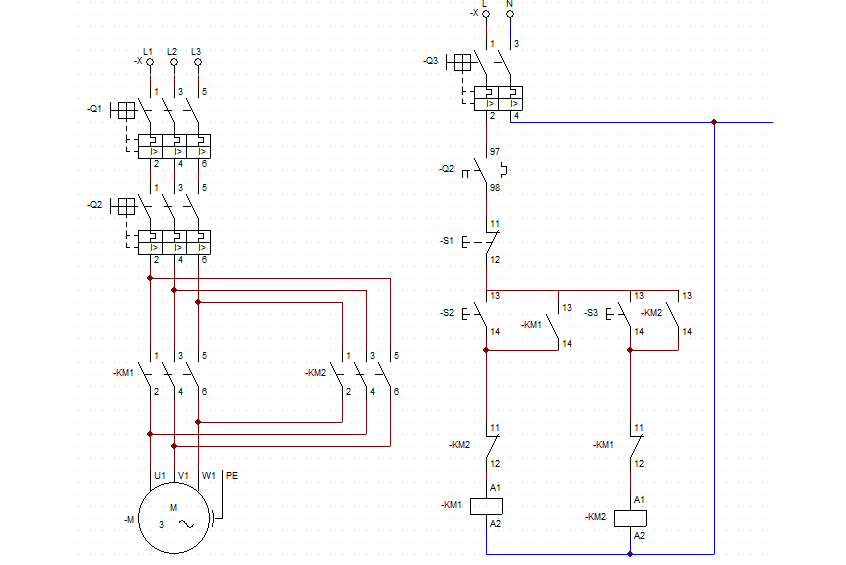 L N
-X
1 3
-Q3
I> I>
2 4
L1 L2 L3
-X
1 3 5
-Q1
I> I> I>
2 4 6
1 3 5
-Q2
I> I> I>
2 4 6
97
-Q2
98
11
-S1
12
13 13 13 13
-S2 -KM1 -S3 -KM2
14 14 14 14
1 3 5 1 3 5
-KM1 -KM2
2 4 6 2 4 6
11 11
-KM2 -KM1
12 12
A1 A1
-KM1 -KM2
A2 A2
U1 V1 W1 PE
M
-M 3